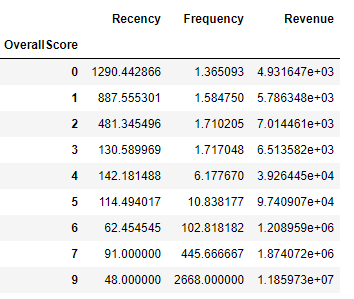 Recency Frequency Revenue
OverallScore
0 1290.442866 1.365093 4.931647e+03
1 887.555301 1.584750 5.786348e+03
2 481.345496 1.710205 7.014461e+03
3 130.589969 1.717048 6.513582e+03
4 142.181488 6.177670 3.926445e+04
5 114.494017 10.838177 9.740907e+04
6 62.454545 102.818182 1.208959e+06
7 91.000000 445.666667 1.874072e+06
9 48.000000 2668.000000 1.185973e+07